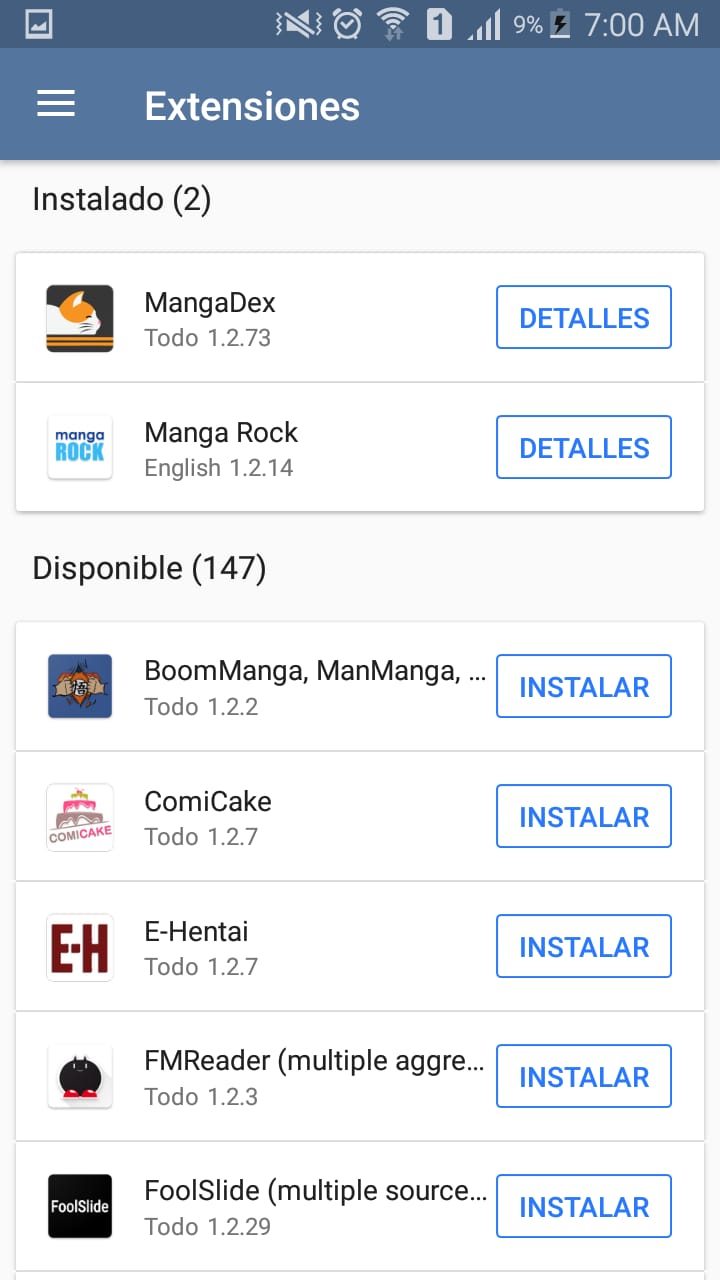 1 9% 7:00 AM
Extensiones
Instalado (2)
MangaDex
Todo 1.2.73
DETALLES
manga
ROCK
Manga Rock
English 1.2.14
DETALLES
Disponible (147)
BoomManga, ManManga, ...
Todo 1.2.2
INSTALAR
COMICAKE
ComiCake
Todo 1.2.7
INSTALAR
E-H
E-Hentai
Todo 1.2.7
INSTALAR
FMReader (multiple aggre...
Todo 1.2.3
INSTALAR
FoolSlide
FoolSlide (multiple source...
Todo 1.2.29
INSTALAR